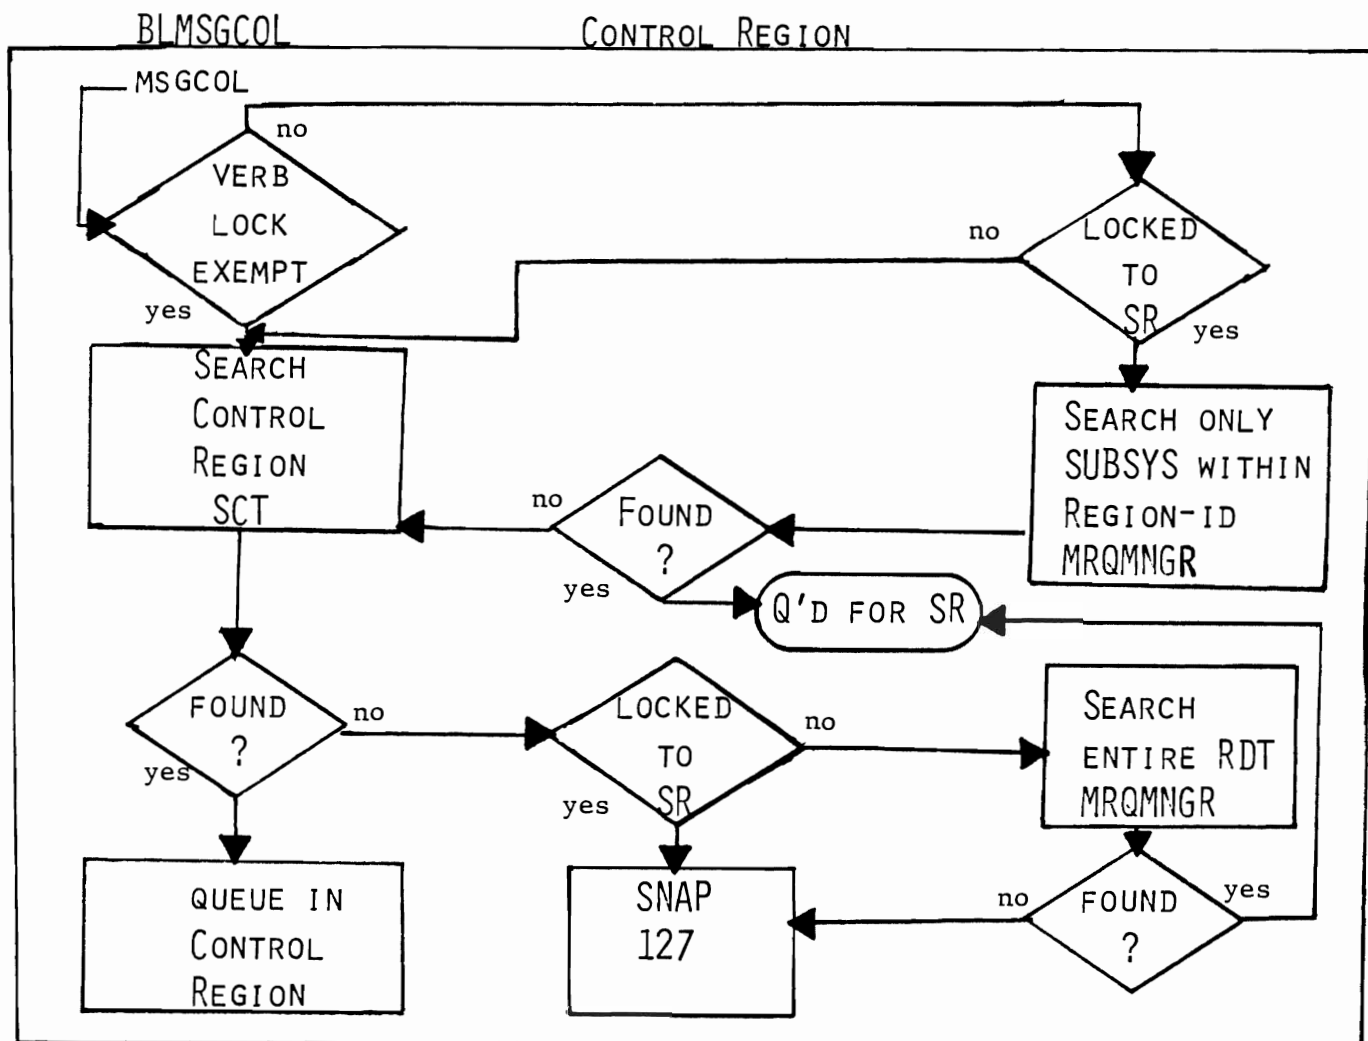 BLMSGCOL
CONTROL REGION
MSGCOL
no
VERB
LOCK
EXEMPT
yes
no
LOCKED
TO
SR
yes
SEARCH
CONTROL
REGION
SCT
SEARCH ONLY
SUBSYS WITHIN
REGION-ID
MRQMNGR
no
FOUND
?
yes
Q'D FOR SR
FOUND
?
no
yes
LOCKED
TO
SR
no
yes
SEARCH
ENTIRE RDT
MRQMNGR
QUEUE IN
CONTROL
REGION
SNAP
127
no
FOUND
?
yes